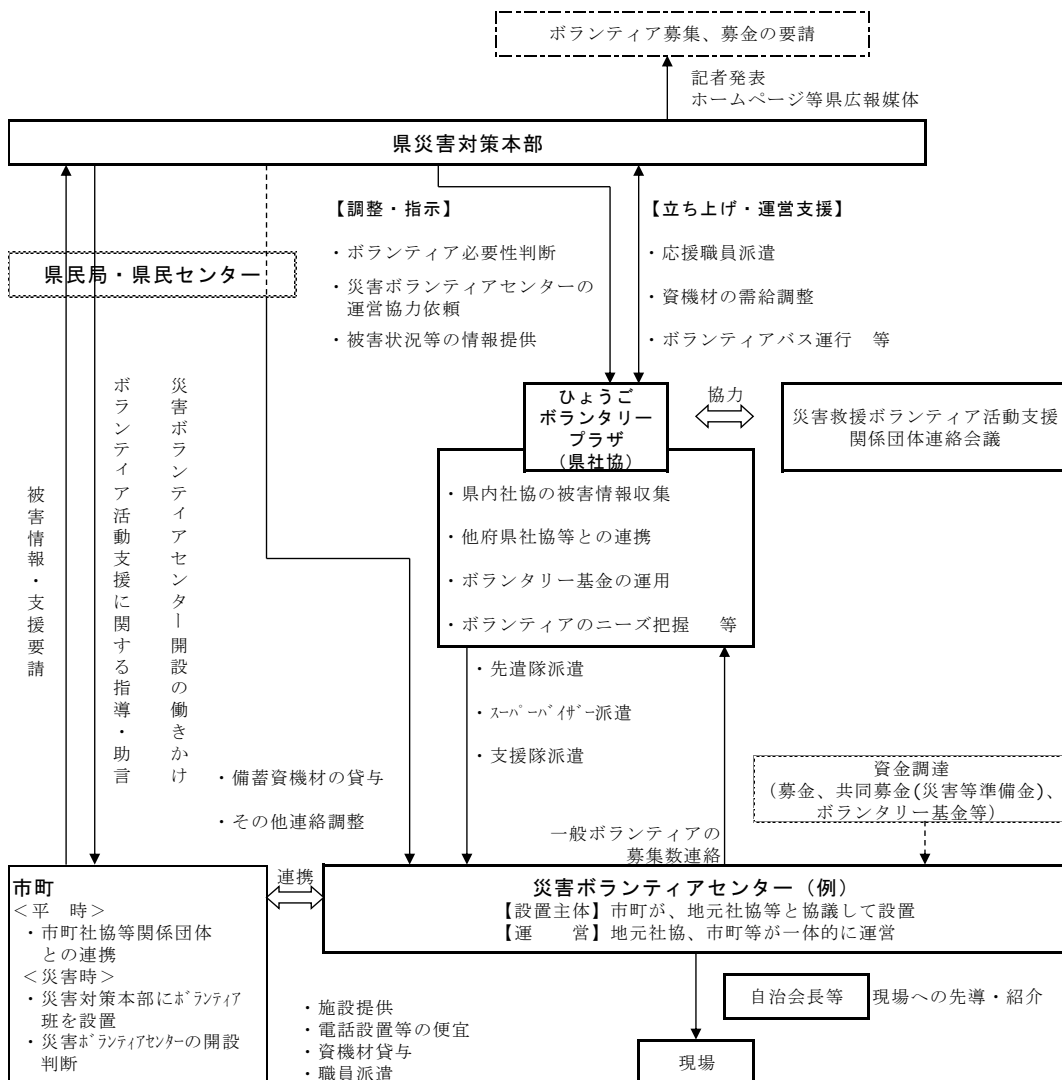 ボランティア募集、募金の要請
記者発表
ホームページ等県広報媒体
県災害対策本部
【調整・指示】
・ボランティア必要性判断
・災害ボランティアセンターの
運営協力依頼
・被害状況等の情報提供
【立ち上げ・運営支援】
・応援職員派遣
・資機材の需給調整
・ボランティアバス運行　等
県民局・県民センター
ひょうご
ボランタリー
プラザ
（県社協）
協力
災害救援ボランティア活動支援
関係団体連絡会議
・県内社協の被害情報収集
・他府県社協等との連携
・ボランタリー基金の運用
・ボランティアのニーズ把握　等
災害ボランティアセンター開設の働きかけ
ボランティア活動支援に関する指導・助言
被害情報・支援要請
・先遣隊派遣
・ｽｰﾊﾟｰﾊﾞｲｻﾞｰ派遣
・支援隊派遣
・備蓄資機材の貸与
・その他連絡調整
資金調達
（募金、共同募金(災害等準備金)、
ボランタリー基金等）
一般ボランティアの
募集数連絡
市町
＜平　時＞
・市町社協等関係団体
との連携
＜災害時＞
・災害対策本部にﾎﾞﾗﾝﾃｨｱ
班を設置
・災害ﾎﾞﾗﾝﾃｨｱｾﾝﾀｰの開設
判断
連携
災害ボランティアセンター（例）
【設置主体】市町が、地元社協等と協議して設置
【運　　営】地元社協、市町等が一体的に運営
・施設提供
・電話設置等の便宜
・資機材貸与
・職員派遣
自治会長等
現場への先導・紹介
現場